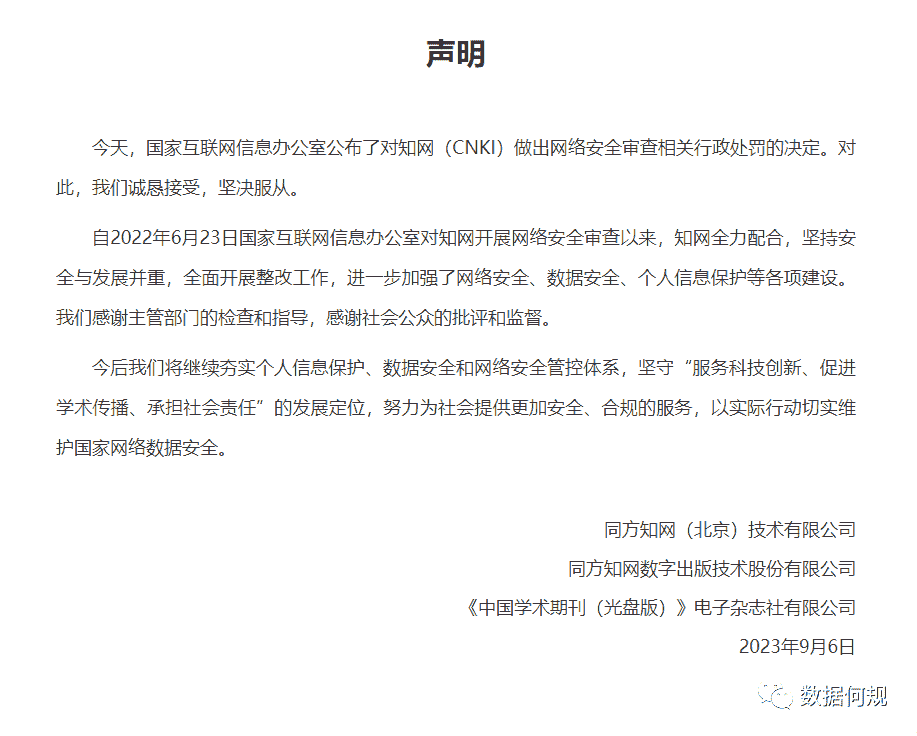 声明
今天，国家互联网信息办公室公布了对知网（CNKI）做出网络安全审查相关行政处罚的决定。对
此，我们诚恳接受，坚决服从。
自2022年6月23日国家互联网信息办公室对知网开展网络安全审查以来，知网全力配合，坚持安
全与发展并重，全面开展整改工作，进一步加强了网络安全、数据安全、个人信息保护等各项建设。
我们感谢主管部门的检查和指导，感谢社会公众的批评和监督。
今后我们将继续夯实个人信息保护、数据安全和网络安全管控体系，坚守“服务科技创新、促进
学术传播、承担社会责任”的发展定位，努力为社会提供更加安全、合规的服务，以实际行动切实维
护国家网络数据安全。
同方知网（北京）技术有限公司
同方知网数字出版技术股份有限公司
《中国学术期刊（光盘版）》电子杂志社有限公司
2023年9月6日
数据何规